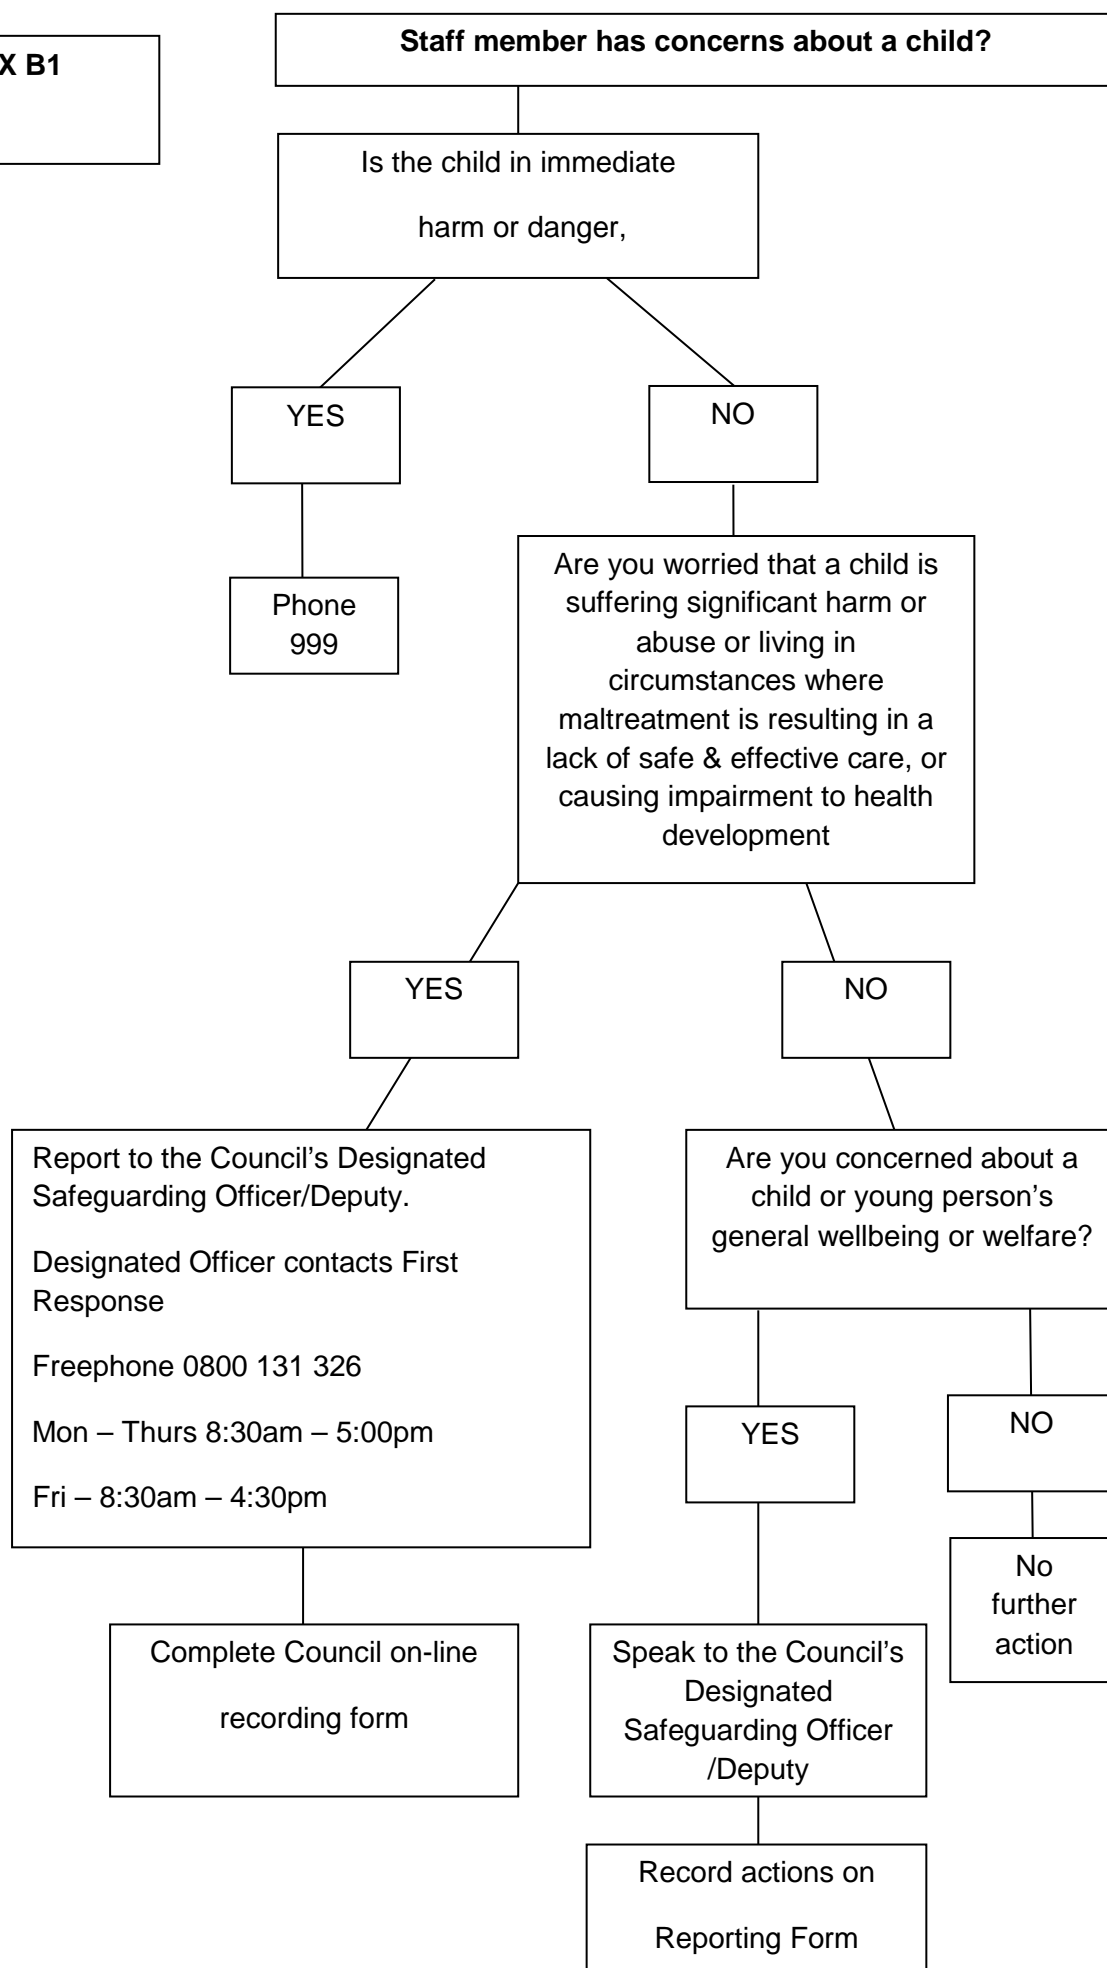 X B1
Staff member has concerns about a child?
Is the child in immediate
harm or danger,
YES
NO
Phone
999
Are you worried that a child is
suffering significant harm or
abuse or living in
circumstances where
maltreatment is resulting in a
lack of safe & effective care, or
causing impairment to health
development
YES
NO
Report to the Council’s Designated
Safeguarding Officer/Deputy.
Designated Officer contacts First
Response
Freephone 0800 131 326
Mon – Thurs 8:30am – 5:00pm
Fri – 8:30am – 4:30pm
Are you concerned about a
child or young person’s
general wellbeing or welfare?
YES
NO
No
further
action
Complete Council on-line
recording form
Speak to the Council’s
Designated
Safeguarding Officer
/Deputy
Record actions on
Reporting Form